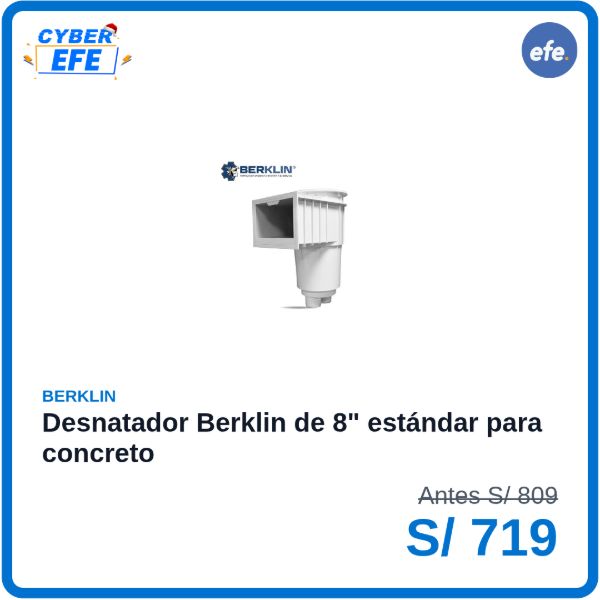 CYBER
EFE
efe.
BERKLIN®
BERKLIN
Desnatador Berklin de 8" estándar para
concreto
Antes S/ 809
S/ 719